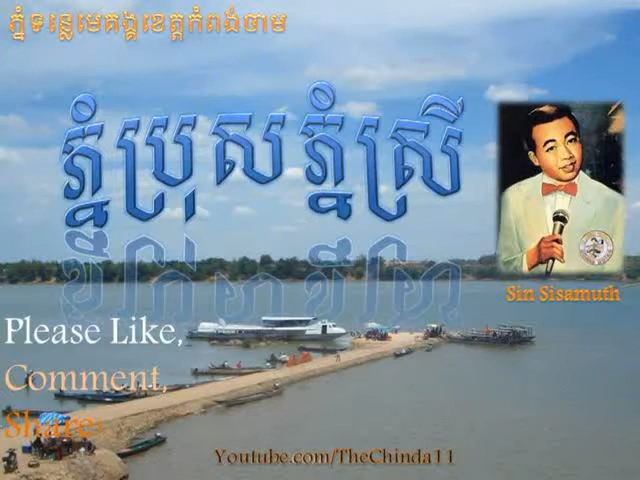 ភ្នំទន្លេមេគង្គខេត្តកំពង់ចាម
ភ្នំប្រុសភ្នំស្រី
Sin Sisamuth
Please Like,
Comment,
Share!
Youtube.com/TheChinda11